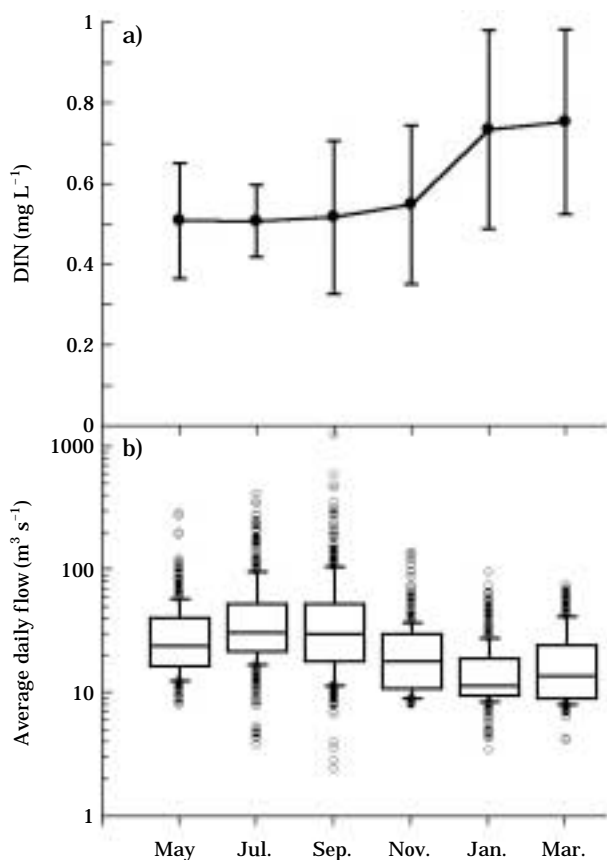 a)
1
0.8
0.6
0.4
0.2
0
DIN (mg L⁻¹)
b)
1000
100
10
1
Average daily flow (m³ s⁻¹)
May Jul. Sep. Nov. Jan. Mar.